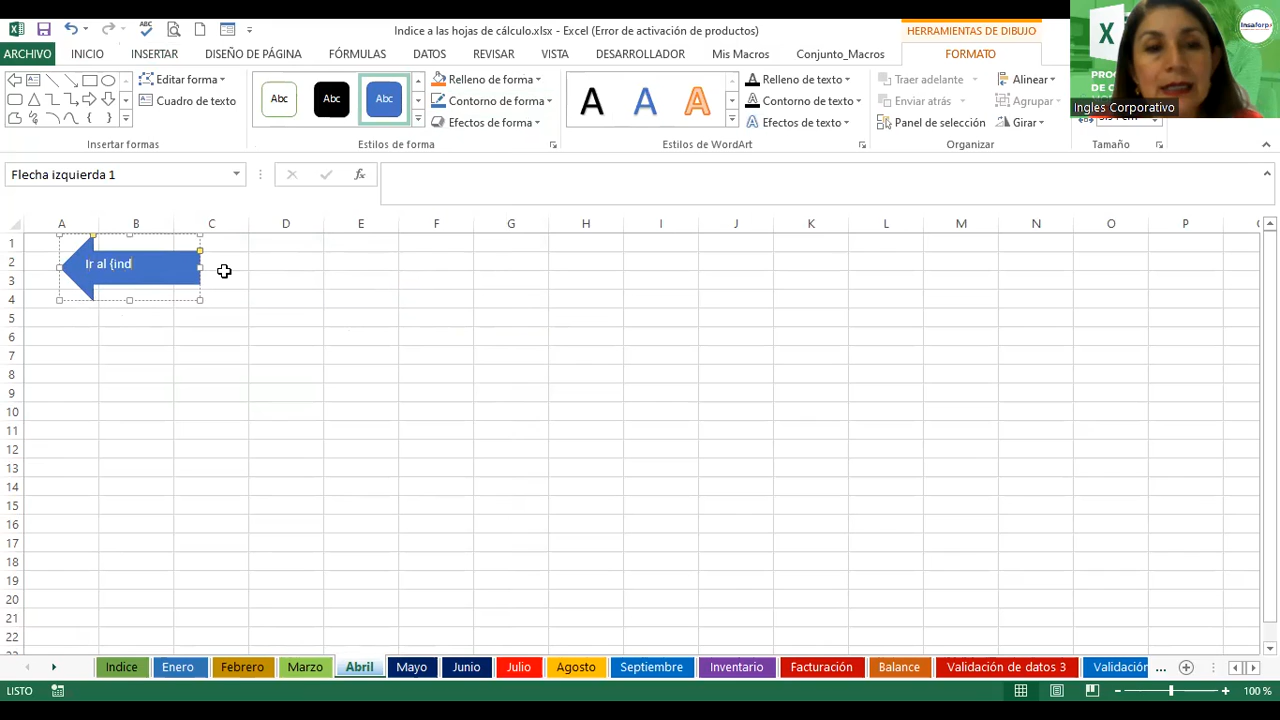 Indice a las hojas de cálculo.xlsx - Excel (Error de activación de productos)
HERRAMIENTAS DE DIBUJO
ARCHIVO INICIO INSERTAR DISEÑO DE PÁGINA FÓRMULAS DATOS REVISAR VISTA DESARROLLADOR Mis Macros Conjunto_Macros FORMATO
Editar forma
Cuadro de texto
Insertar formas
Abc Abc Abc
Relleno de forma
Contorno de forma
Efectos de forma
Estilos de forma
A A A
Relleno de texto
Contorno de texto
Efectos de texto
Estilos de WordArt
Traer adelante
Enviar atrás
Panel de selección
Alinear
Agrupar
Girar
Organizar
Tamaño
Insaforp
Ingles Corporativo
Flecha izquierda 1
fx
A B C D E F G H I J K L M N O P
1
2
3
4
5
6
7
8
9
10
11
12
13
14
15
16
17
18
19
20
21
22
Ir al {ind
Indice Enero Febrero Marzo Abril Mayo Junio Julio Agosto Septiembre Inventario Facturación Balance Validación de datos 3 Validación ...
LISTO
100 %